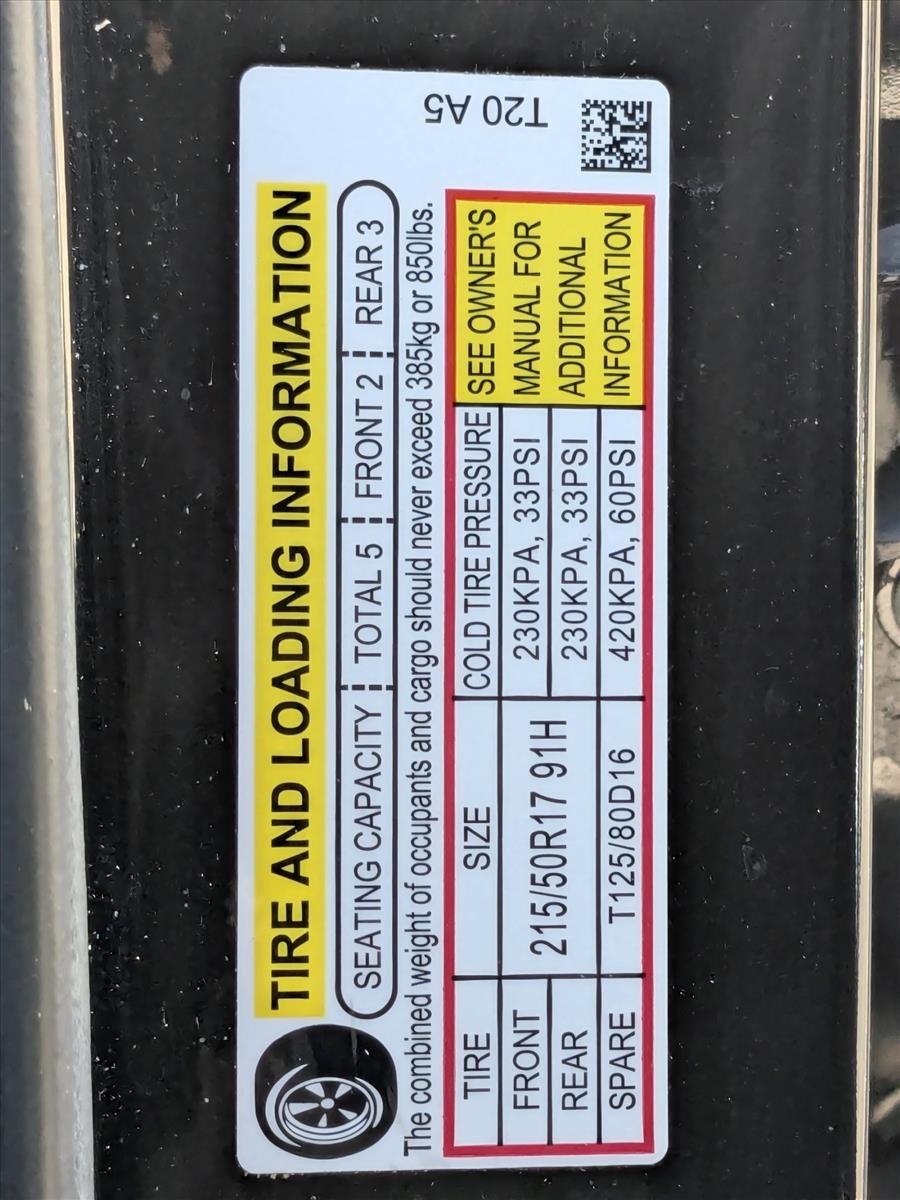 TIRE AND LOADING INFORMATION
SEATING CAPACITY TOTAL 5 FRONT 2 REAR 3
The combined weight of occupants and cargo should never exceed 385kg or 850lbs.
TIRE SIZE COLD TIRE PRESSURE
FRONT 215/50R17 91H 230KPA, 33PSI
REAR 230KPA, 33PSI
SPARE T125/80D16 420KPA, 60PSI
SEE OWNER'S
MANUAL FOR
ADDITIONAL
INFORMATION
T20 A5